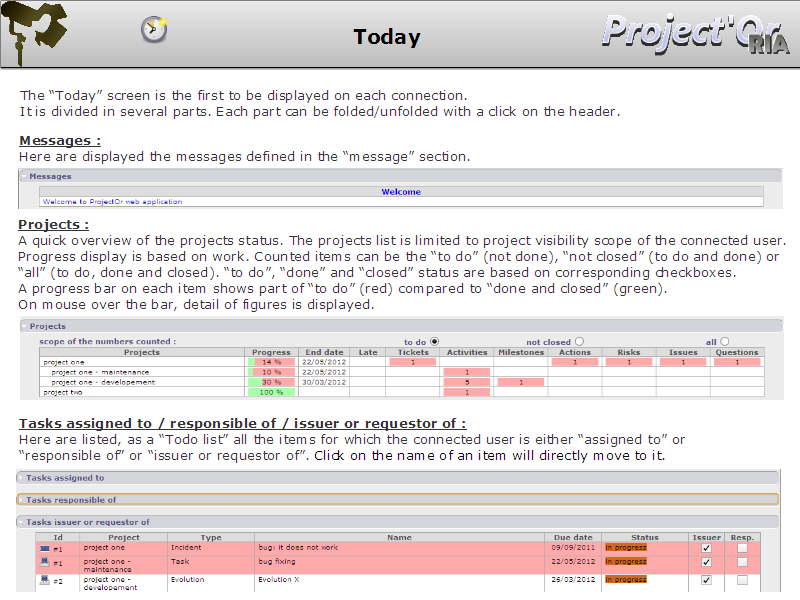 Today
Project'Or
RIA
The “Today” screen is the first to be displayed on each connection.
It is divided in several parts. Each part can be folded/unfolded with a click on the header.
Messages :
Here are displayed the messages defined in the “message” section.
Messages
Welcome
Welcome to ProjectOr web application
Projects :
A quick overview of the projects status. The projects list is limited to project visibility scope of the connected user.
Progress display is based on work. Counted items can be the “to do” (not done), “not closed” (to do and done) or
“all” (to do, done and closed). “to do”, “done” and “closed” status are based on corresponding checkboxes.
A progress bar on each item shows part of “to do” (red) compared to “done and closed” (green).
On mouse over the bar, detail of figures is displayed.
Projects
scope of the numbers counted : to do not closed all
Projects Progress End date Late Tickets Activities Milestones Actions Risks Issues Questions
project one 14 % 22/05/2012 1 1 1 1 1
project one - maintenance 10 % 22/05/2012 1
project one - developement 30 % 30/03/2012 5 1
project two 100 % 1
Tasks assigned to / responsible of / issuer or requestor of :
Here are listed, as a “Todo list” all the items for which the connected user is either “assigned to” or
“responsible of” or “issuer or requestor of”. Click on the name of an item will directly move to it.
Tasks assigned to
Tasks responsible of
Tasks issuer or requestor of
Id Project Type Name Due date Status Issuer Resp.
#1 project one Incident bug: it does not work 09/09/2011 in progress
#1 project one - Task bug fixing 22/05/2012 in progress
maintenance
#2 project one - Evolution Evolution X 26/03/2012 in progress
developement